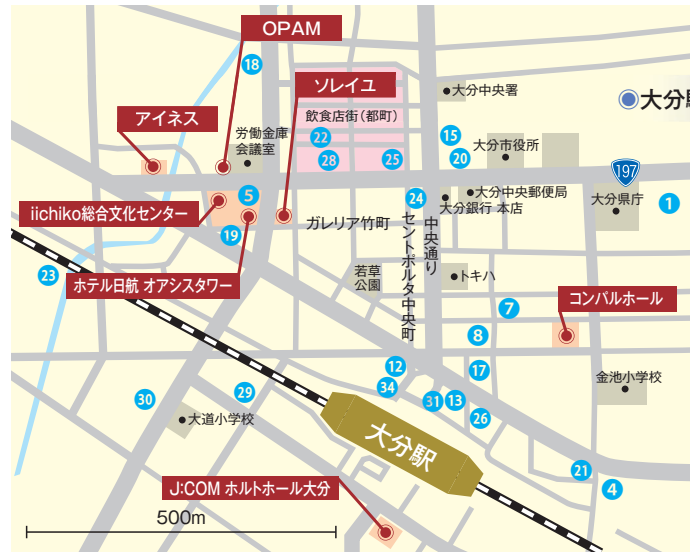 OPAM
18
ソレイユ
アイネス
労働金庫
会議室
飲食店街(都町)
22
28
25
大分中央署
大分駅
15
大分市役所
20
197
5
24
大分中央郵便局
大分銀行 本店
大分県庁
1
iichiko総合文化センター
19
ガレリア竹町
セントポルタ中央町
中央通り
23
ホテル日航 オアシスタワー
若草
公園
トキハ
コンパルホール
7
8
12
34
17
金池小学校
30
29
大道小学校
31
13
26
大分駅
21
4
J:COM ホルトホール大分
500m